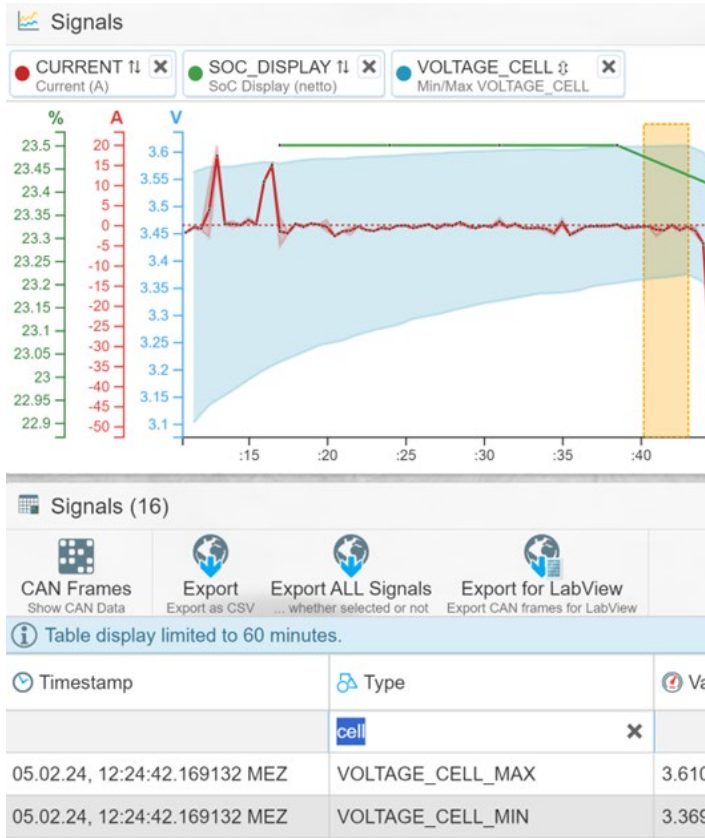 Signals
CURRENT ⇅ ✕ SOC_DISPLAY ⇅ ✕ VOLTAGE_CELL ⇳ ✕
Current (A) SoC Display (netto) Min/Max VOLTAGE_CELL
% A V
23.5 20 3.6
23.45 15 3.55
23.4 10 3.5
23.35 5 3.45
23.3 0 3.4
23.25 -5 3.35
23.2 -10 3.3
23.15 -15 3.25
23.1 -20 3.2
23.05 -25 3.15
23 -30 3.1
22.95 -35
22.9 -40
-45
-50
:15 :20 :25 :30 :35 :40
Signals (16)
CAN Frames Export Export ALL Signals Export for LabView
Show CAN Data Export as CSV ... whether selected or not Export CAN frames for LabView
Table display limited to 60 minutes.
Timestamp Type Va
cell
05.02.24, 12:24:42.169132 MEZ VOLTAGE_CELL_MAX 3.610
05.02.24, 12:24:42.169132 MEZ VOLTAGE_CELL_MIN 3.369